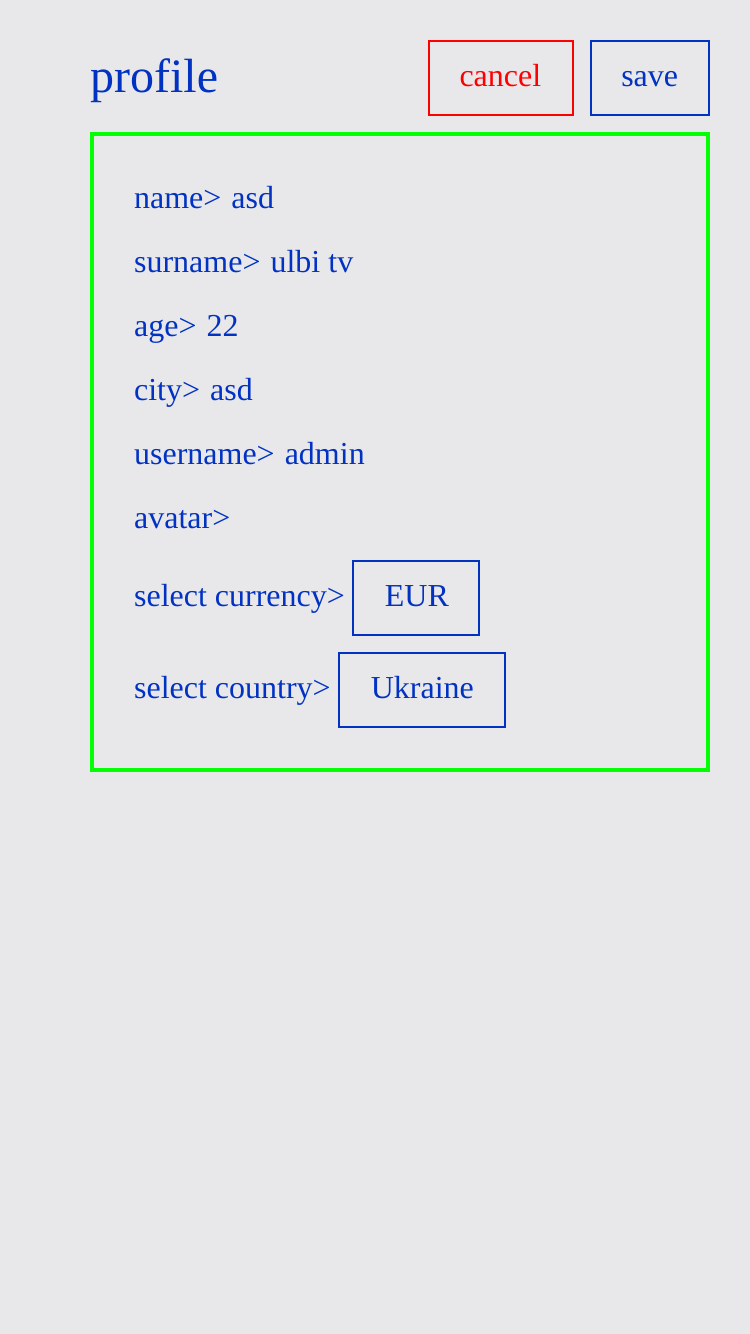 profile cancel save
name> asd
surname> ulbi tv
age> 22
city> asd
username> admin
avatar>
select currency> EUR
select country> Ukraine